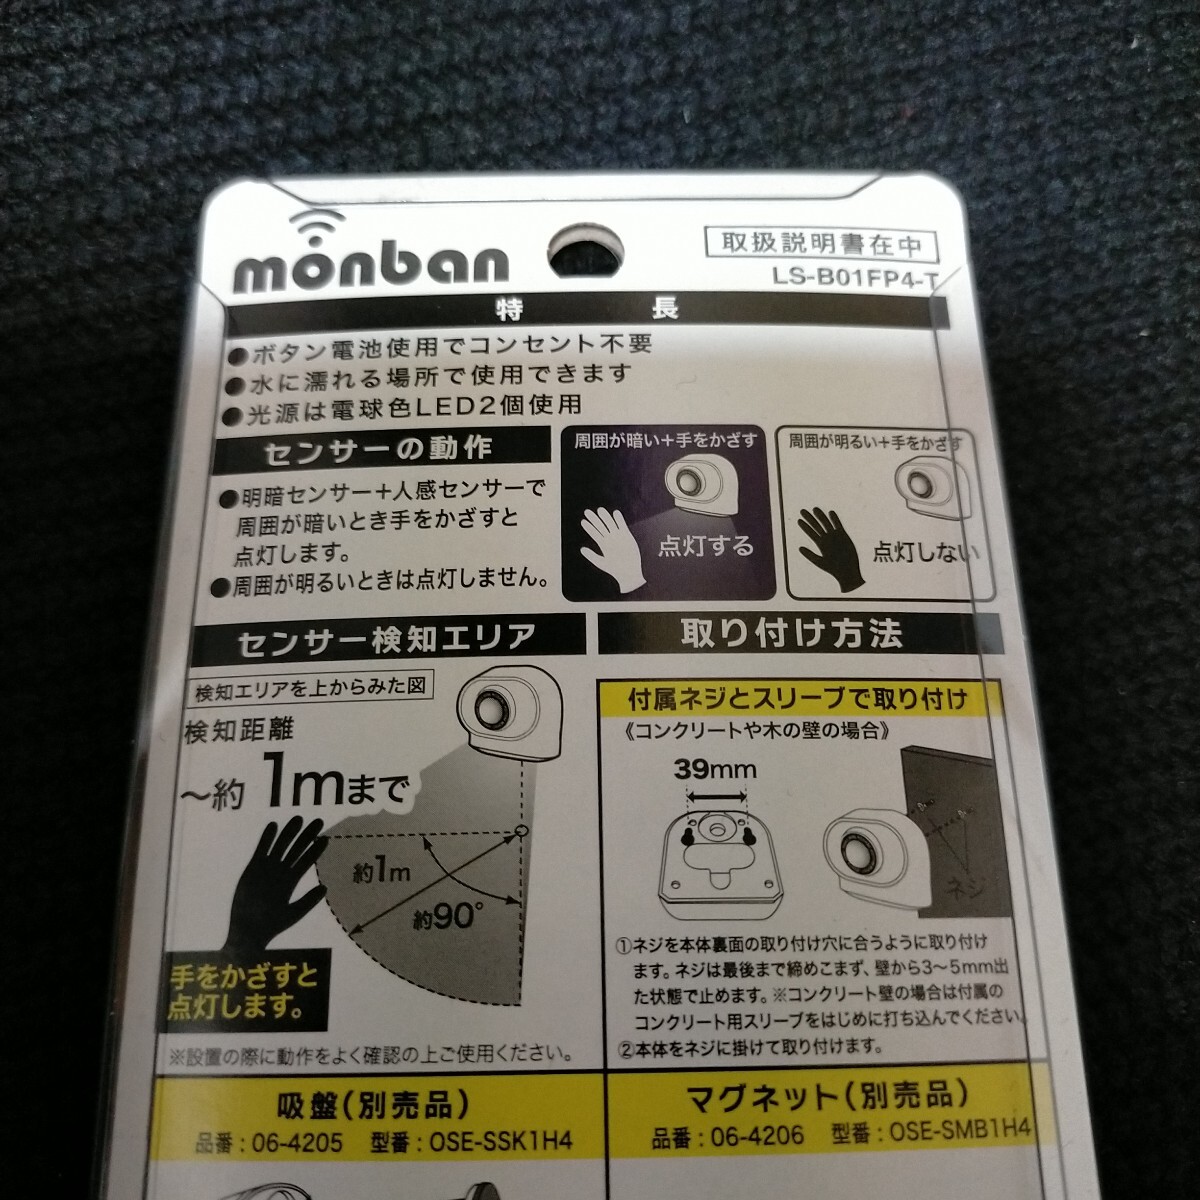 monban
取扱説明書在中
LS-B01FP4-T
特長
●ボタン電池使用でコンセント不要
●水に濡れる場所で使用できます
●光源は電球色LED2個使用
センサーの動作
●明暗センサー+人感センサーで
周囲が暗いとき手をかざすと
点灯します。
●周囲が明るいときは点灯しません。
周囲が暗い+手をかざす
点灯する
周囲が明るい+手をかざす
点灯しない
センサー検知エリア
検知エリアを上からみた図
検知距離
~約1mまで
約1m
約90°
手をかざすと
点灯します。
※設置の際に動作をよく確認の上ご使用ください。
取り付け方法
付属ネジとスリーブで取り付け
《コンクリートや木の壁の場合》
39mm
ネジ
①ネジを本体裏面の取り付け穴に合うように取り付け
ます。ネジは最後まで締めこまず、壁から3~5mm出
た状態で止めます。※コンクリート壁の場合は付属の
コンクリート用スリーブをはじめに打ち込んでください。
②本体をネジに掛けて取り付けます。
吸盤(別売品)
品番:06-4205 型番:OSE-SSK1H4
マグネット(別売品)
品番:06-4206 型番:OSE-SMB1H4